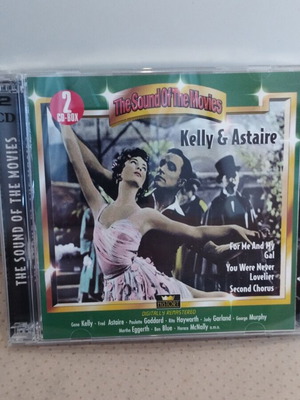 2
CD
THE SOUND OF THE MOVIES
2
CD-BOX
The Sound Of The Movies
Kelly & Astaire
For Me And My
Gal
You Were Never
Lovelier
Second Chorus
DIGITALLY REMASTERED
Gene Kelly · Fred Astaire · Paulette Goddard · Rita Hayworth · Judy Garland · George Murphy
Martha Eggerth · Ben Blue · Horace McNally u.v.a.